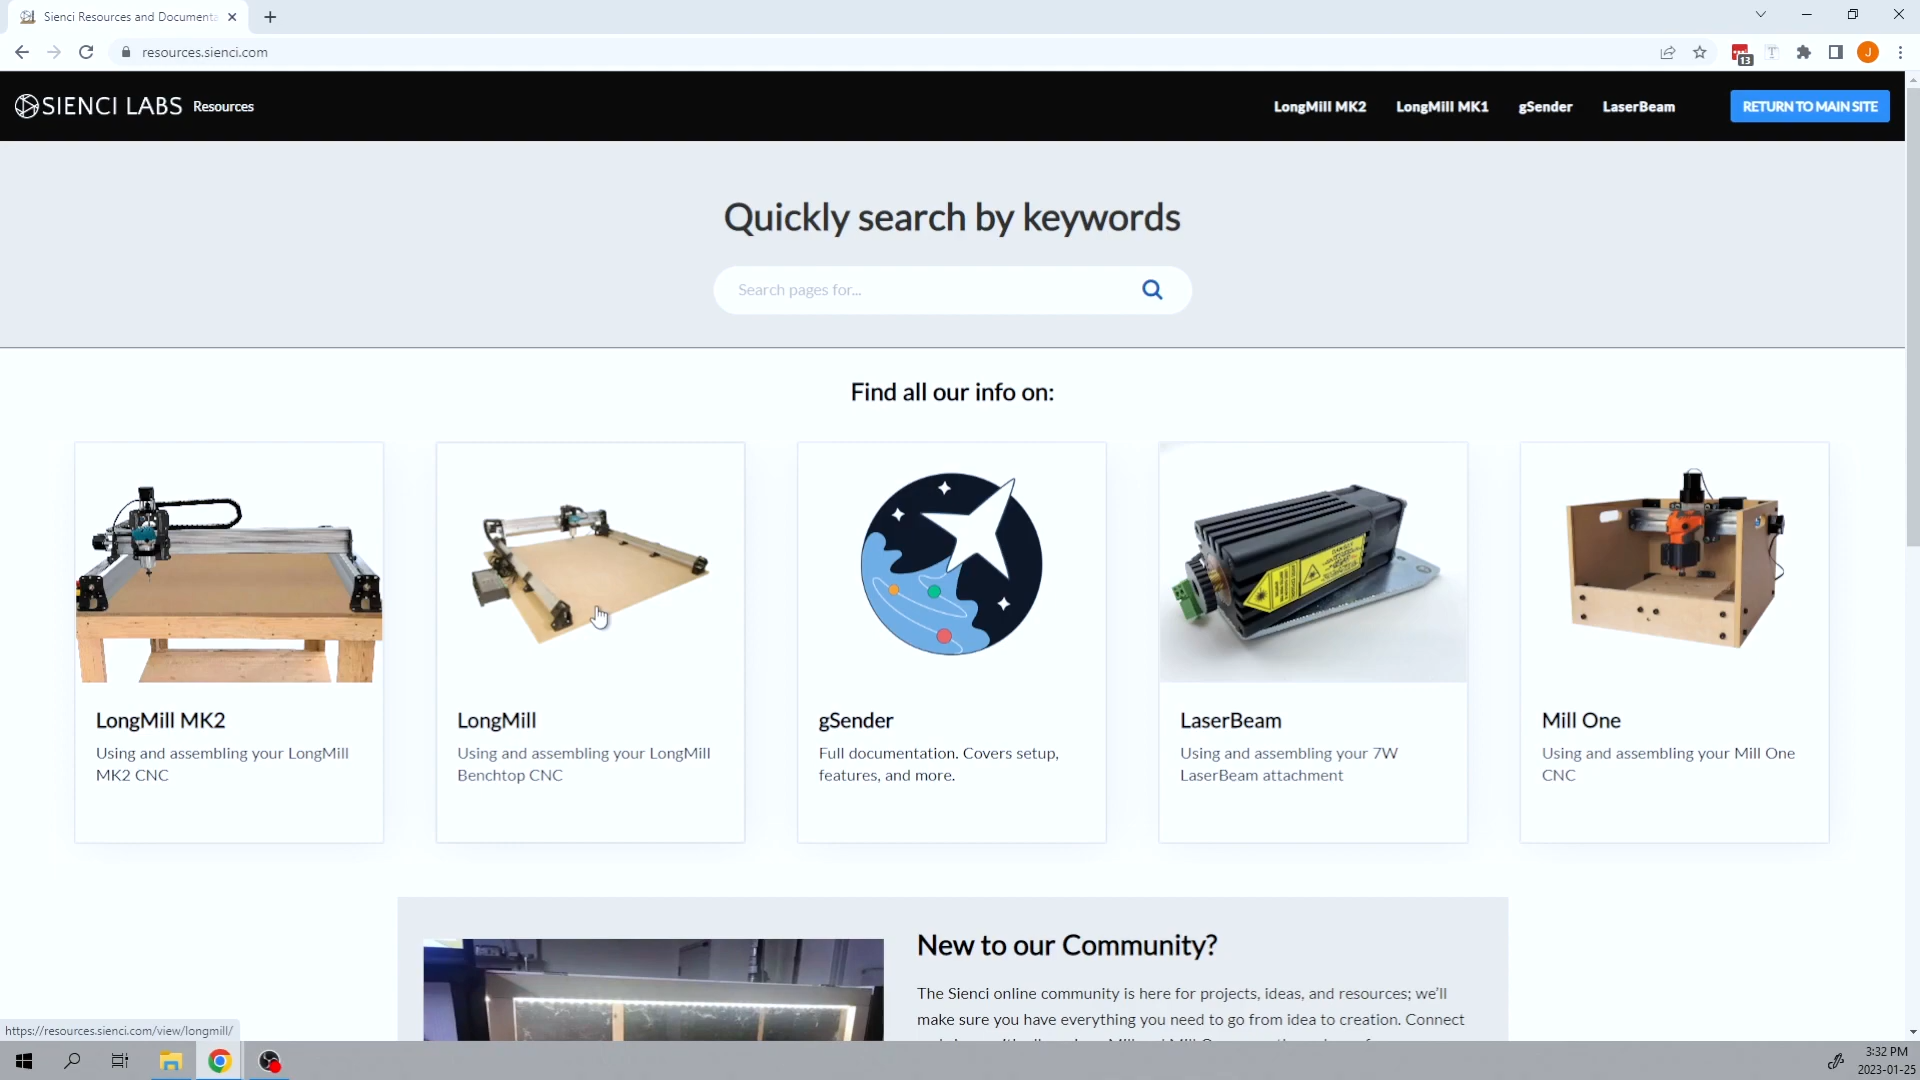 Sienci Resources and Documenta
resources.sienci.com
13
T
J
SIENCI LABS Resources
LongMill MK2
LongMill MK1
gSender
LaserBeam
RETURN TO MAIN SITE
Quickly search by keywords
Search pages for...
Find all our info on:
LongMill MK2
Using and assembling your LongMill
MK2 CNC
LongMill
Using and assembling your LongMill
Benchtop CNC
gSender
Full documentation. Covers setup,
features, and more.
LaserBeam
Using and assembling your 7W
LaserBeam attachment
Mill One
Using and assembling your Mill One
CNC
New to our Community?
The Sienci online community is here for projects, ideas, and resources; we'll
make sure you have everything you need to go from idea to creation. Connect
https://resources.sienci.com/view/longmill/
3:32 PM
2023-01-25